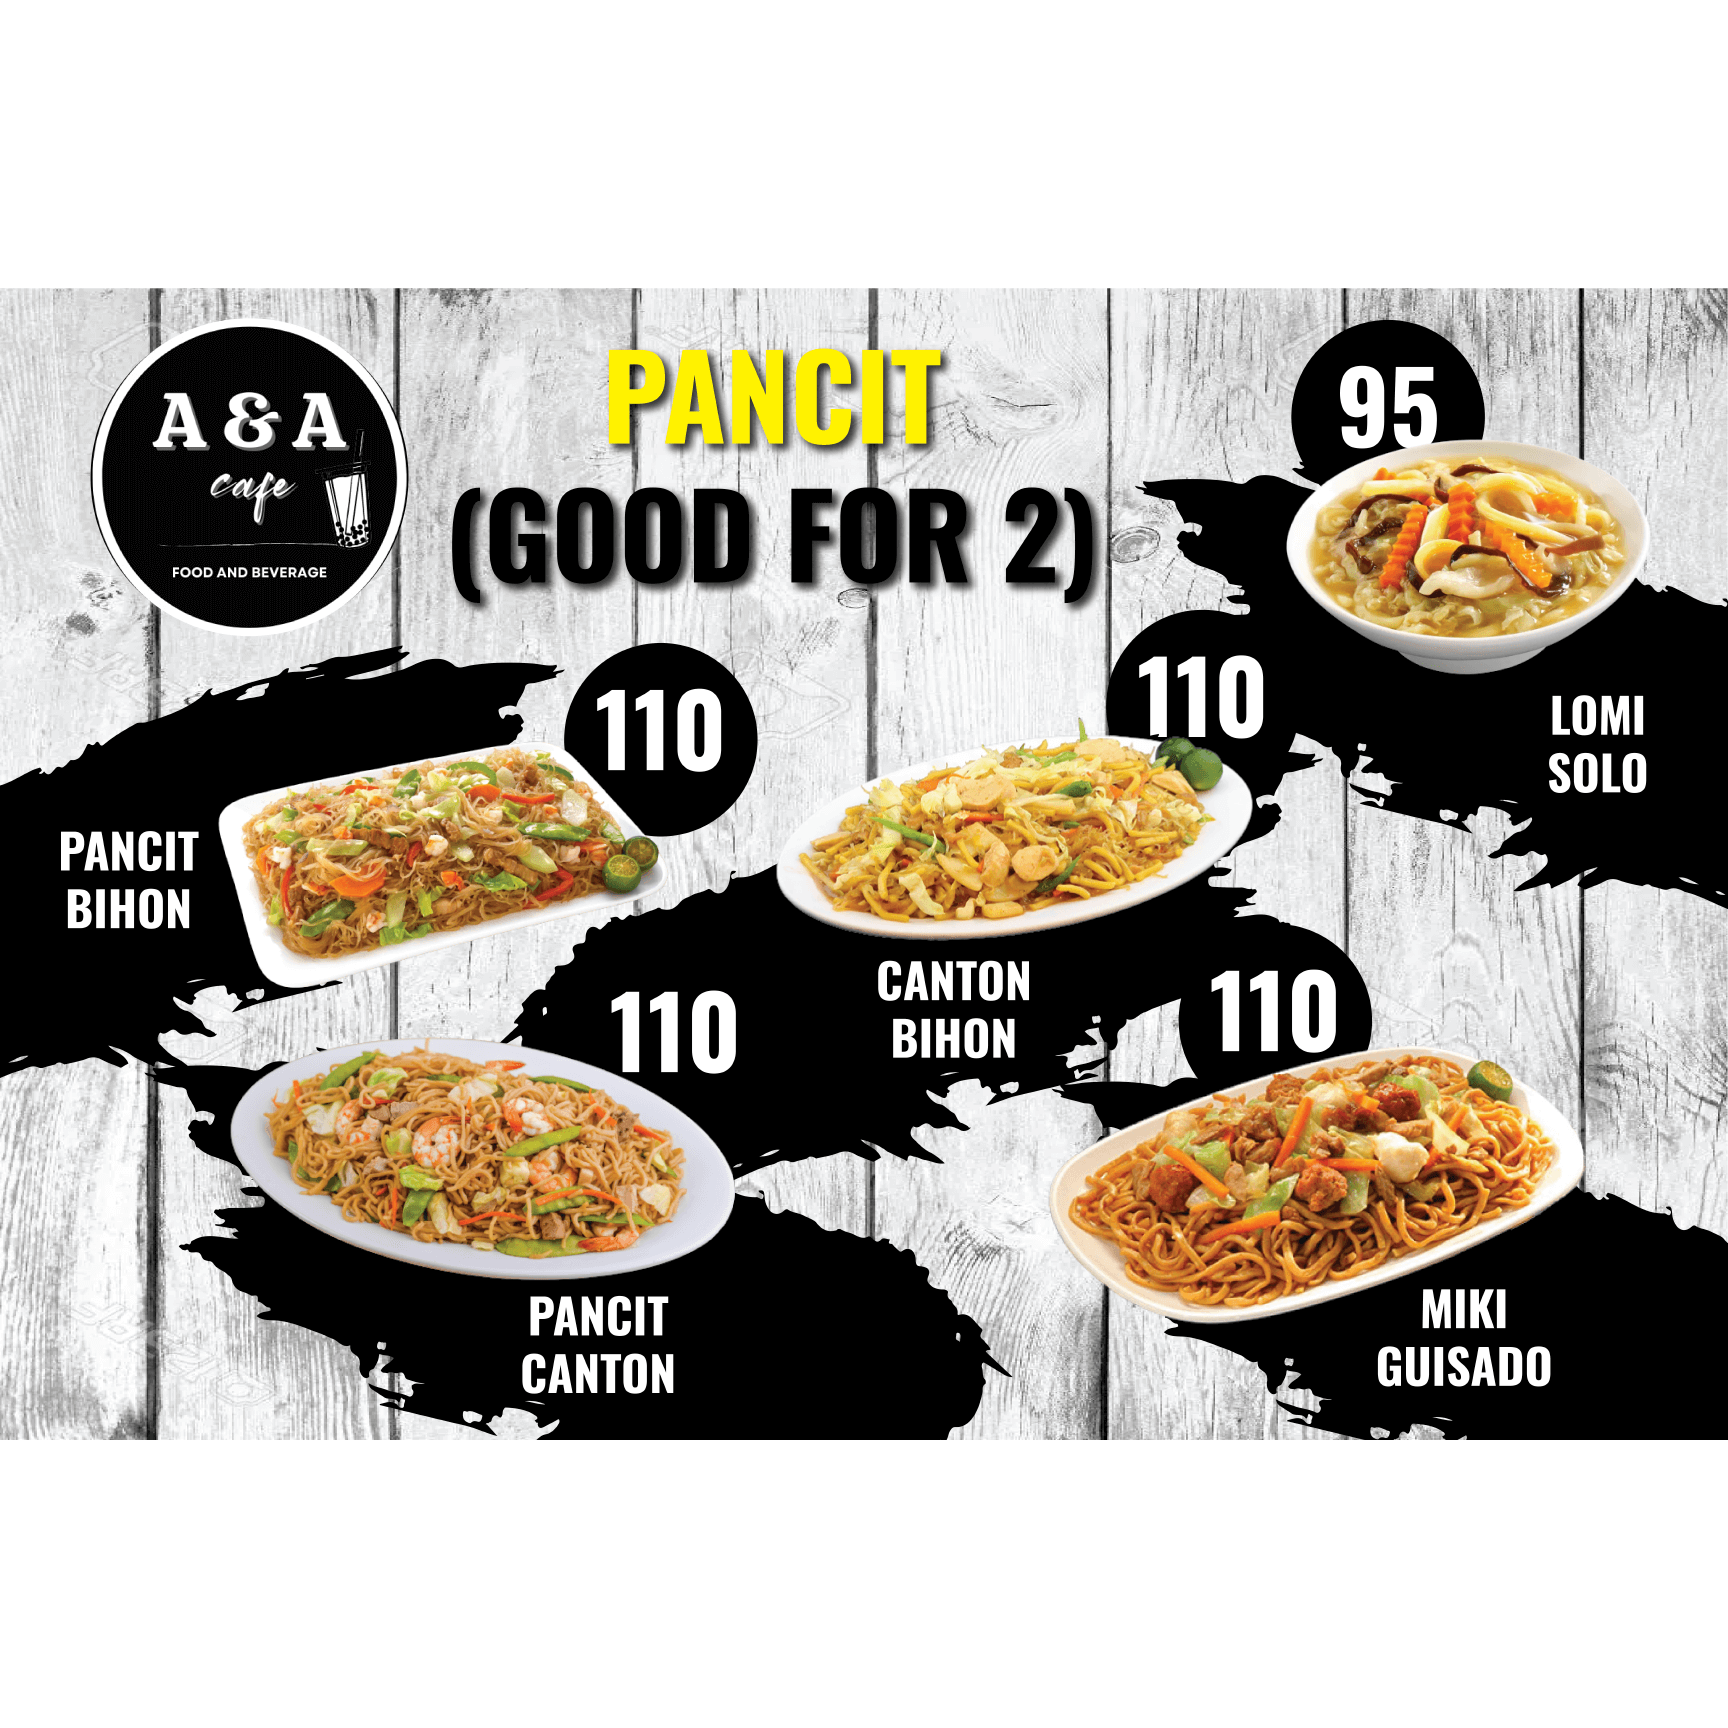 A & A
cafe
FOOD AND BEVERAGE
PANCIT
(GOOD FOR 2)
95
LOMI
SOLO
110
PANCIT
BIHON
110
CANTON
BIHON
110
PANCIT
CANTON
110
MIKI
GUISADO